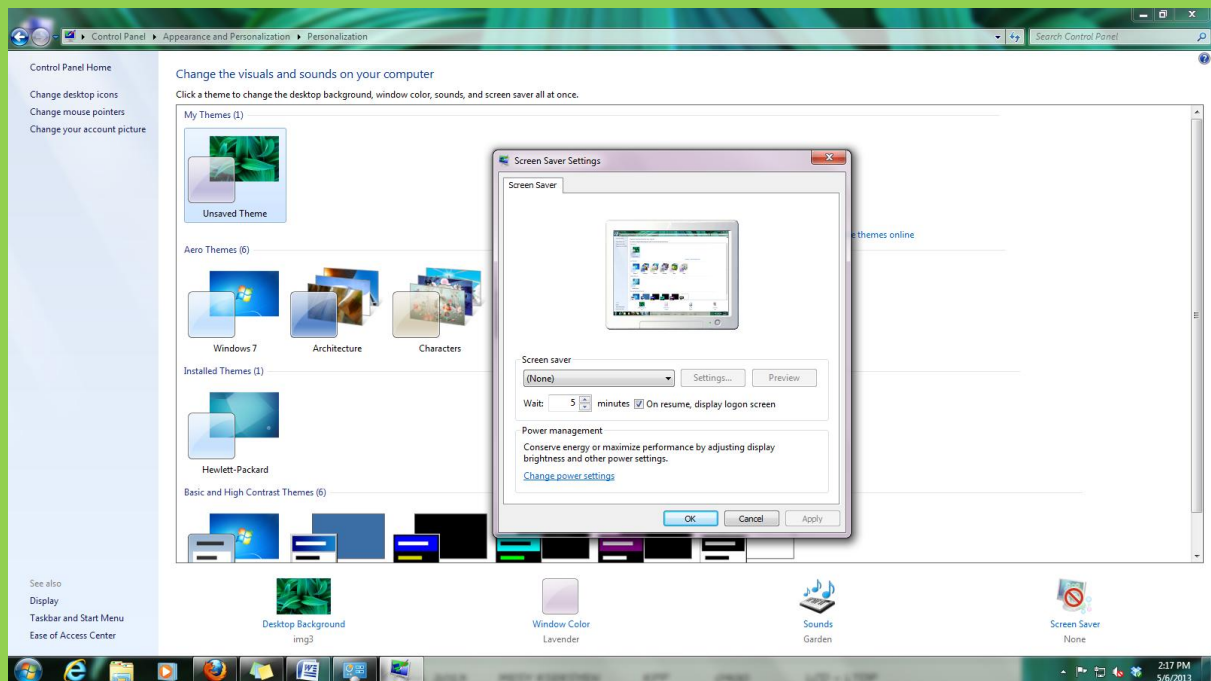 Control Panel ▸ Appearance and Personalization ▸ Personalization
Search Control Panel
Control Panel Home
Change desktop icons
Change mouse pointers
Change your account picture
Change the visuals and sounds on your computer
Click a theme to change the desktop background, window color, sounds, and screen saver all at once.
My Themes (1)
Unsaved Theme
e themes online
Aero Themes (6)
Windows 7
Architecture
Characters
Installed Themes (1)
Hewlett-Packard
Basic and High Contrast Themes (6)
Screen Saver Settings
Screen Saver
Screen saver
(None)
Settings...
Preview
Wait: 5 minutes On resume, display logon screen
Power management
Conserve energy or maximize performance by adjusting display
brightness and other power settings.
Change power settings
OK
Cancel
Apply
See also
Display
Taskbar and Start Menu
Ease of Access Center
Desktop Background
img3
Window Color
Lavender
Sounds
Garden
Screen Saver
None
2:17 PM
5/6/2013